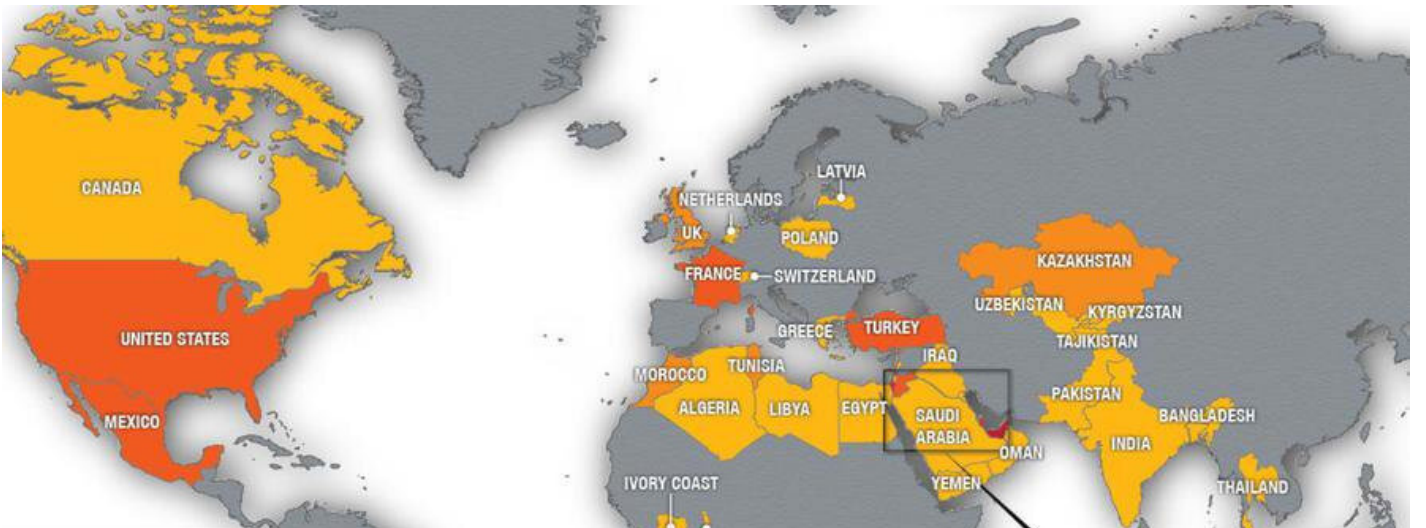 LATVIA
CANADA
NETHERLANDS
UK
POLAND
FRANCE
SWITZERLAND
KAZAKHSTAN
UZBEKISTAN
KYRGYZSTAN
UNITED STATES
GREECE
TURKEY
TAJIKISTAN
IRAQ
TUNISIA
MOROCCO
PAKISTAN
MEXICO
ALGERIA
LIBYA
EGYPT
SAUDI
ARABIA
BANGLADESH
INDIA
OMAN
IVORY COAST
YEMEN
THAILAND